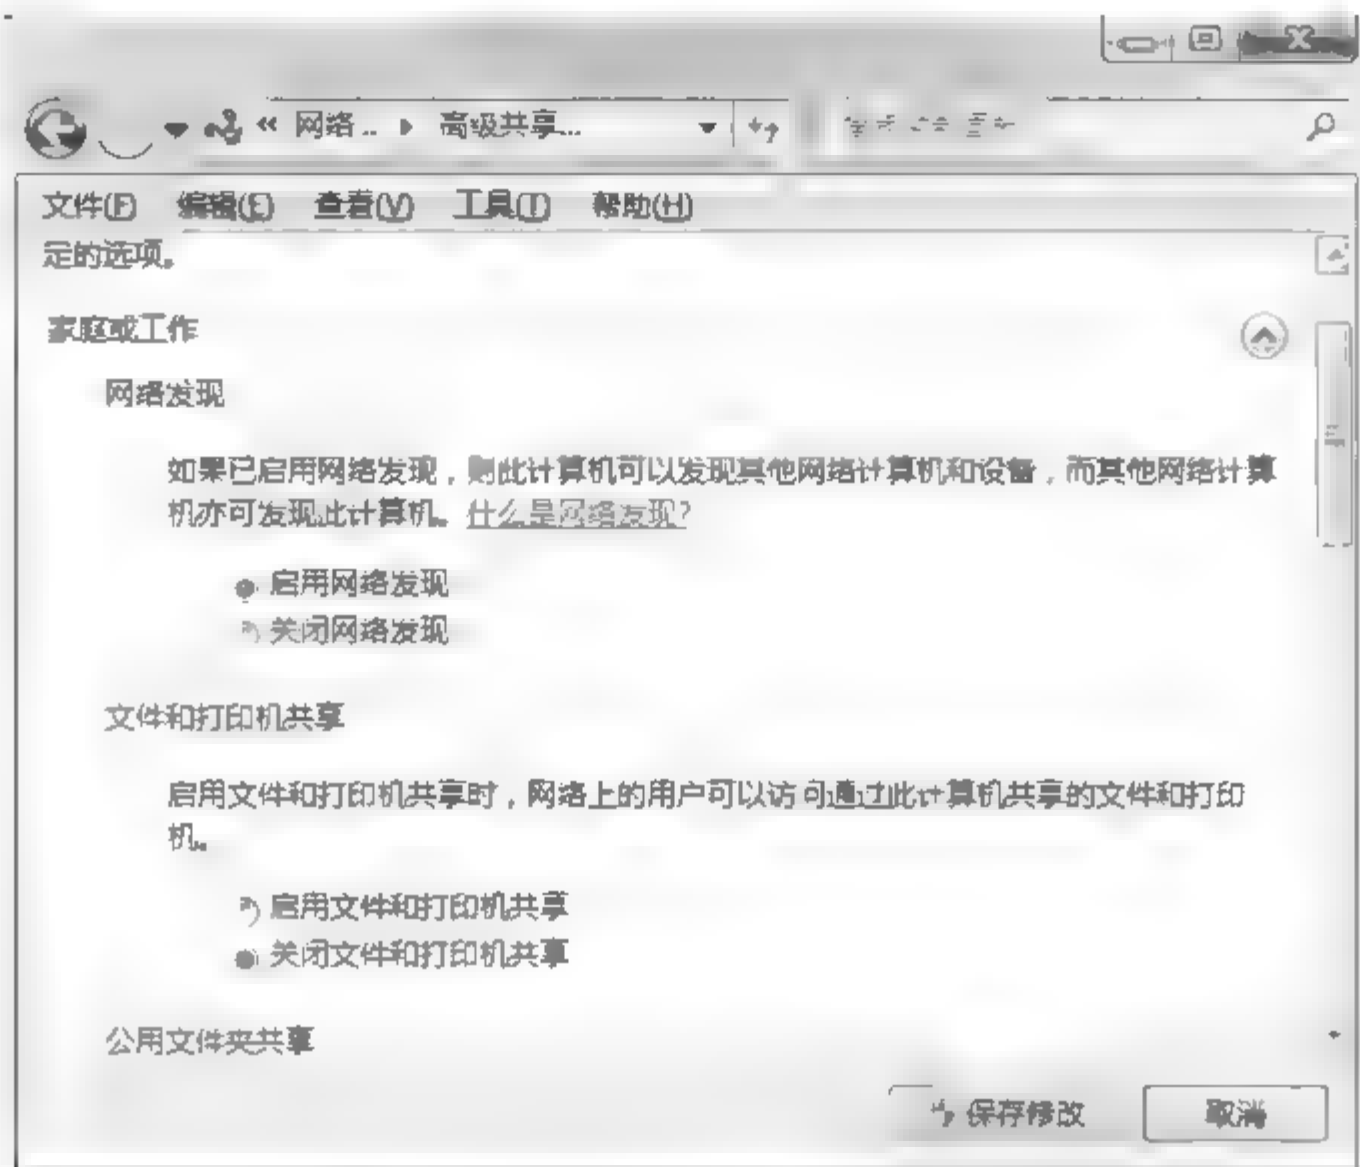 « 网络... ▸ 高级共享...
文件(F) 编辑(E) 查看(V) 工具(T) 帮助(H)
定的选项。
家庭或工作
网络发现
如果已启用网络发现，则此计算机可以发现其他网络计算机和设备，而其他网络计算
机亦可发现此计算机。什么是网络发现?
启用网络发现
关闭网络发现
文件和打印机共享
启用文件和打印机共享时，网络上的用户可以访问通过此计算机共享的文件和打印
机。
启用文件和打印机共享
关闭文件和打印机共享
公用文件夹共享
保存修改 取消